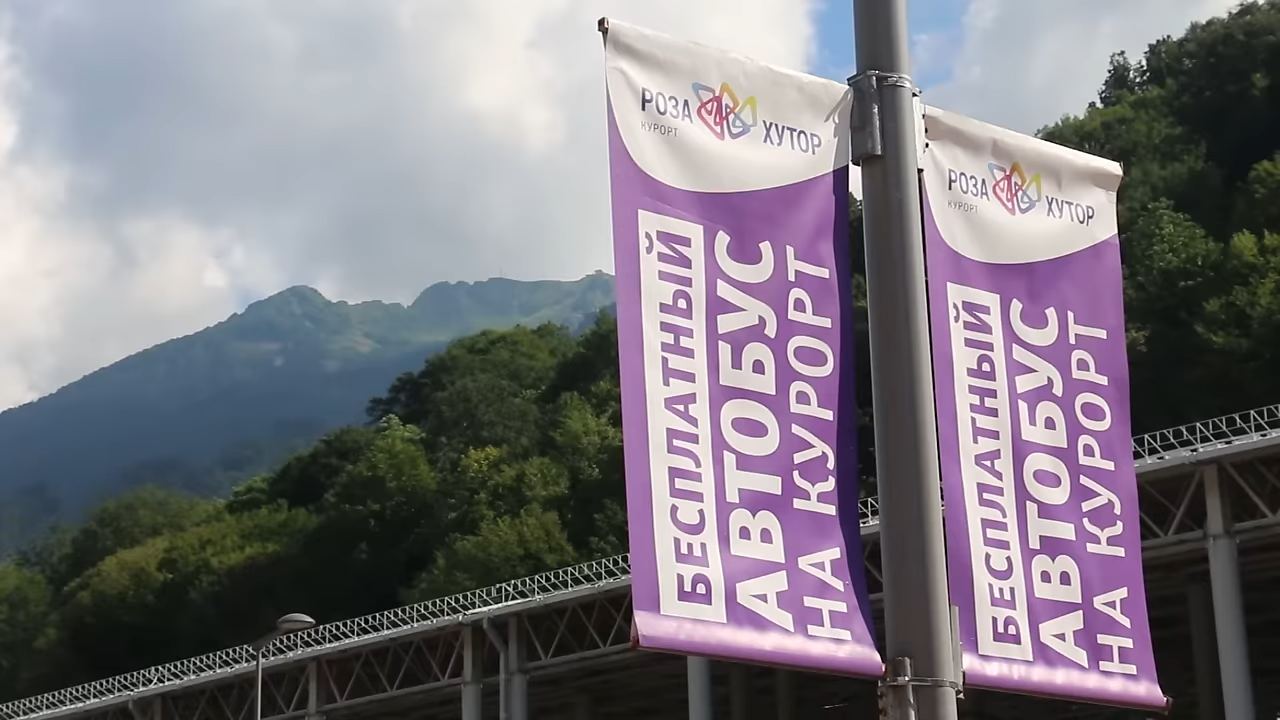 РОЗА ХУТОР
КУРОРТ
БЕСПЛАТНЫЙ
АВТОБУС
НА КУРОРТ
РОЗА ХУТОР
КУРОРТ
БЕСПЛАТНЫЙ
АВТОБУС
НА КУРОРТ